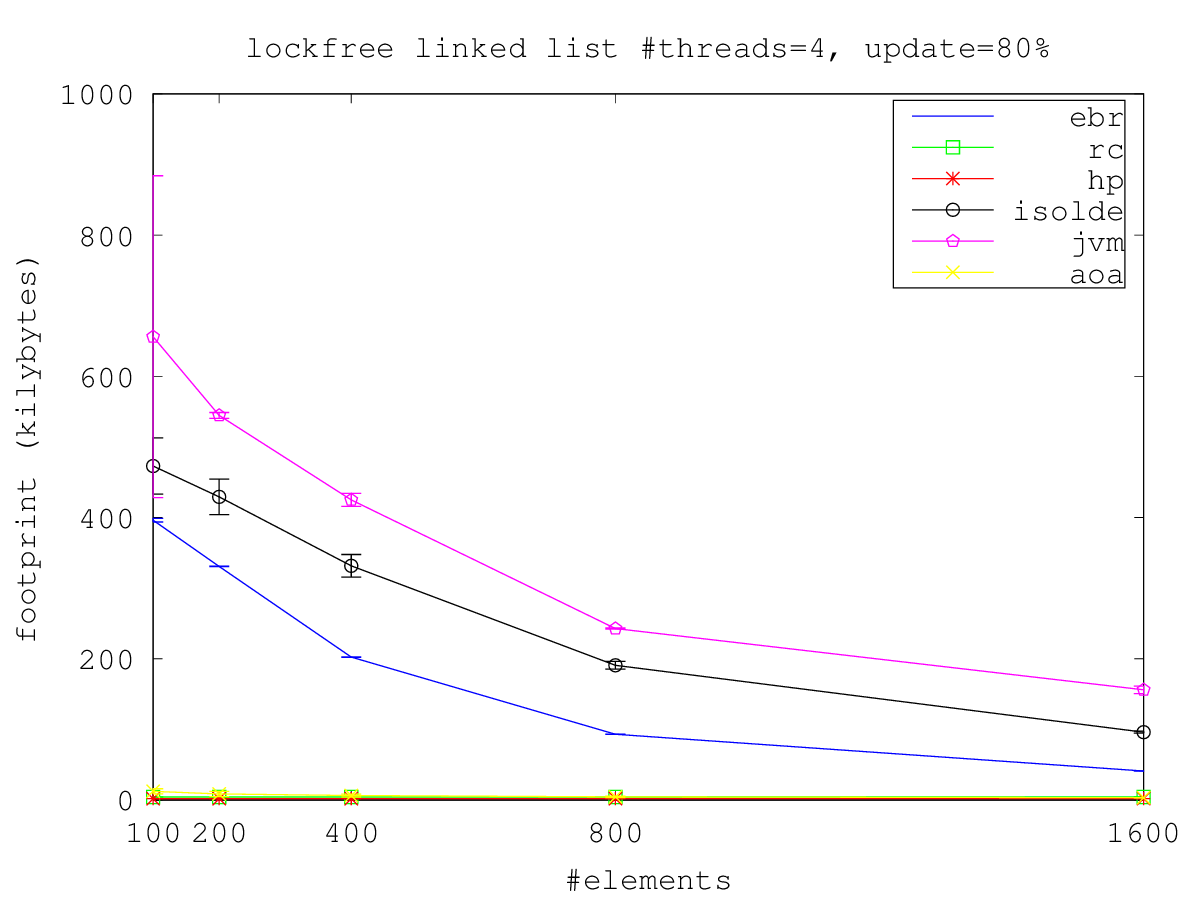 lockfree linked list #threads=4, update=80%
1000
800
600
400
200
0
footprint (kilybytes)
ebr
rc
hp
isolde
jvm
aoa
100 200 400 800 1600
#elements